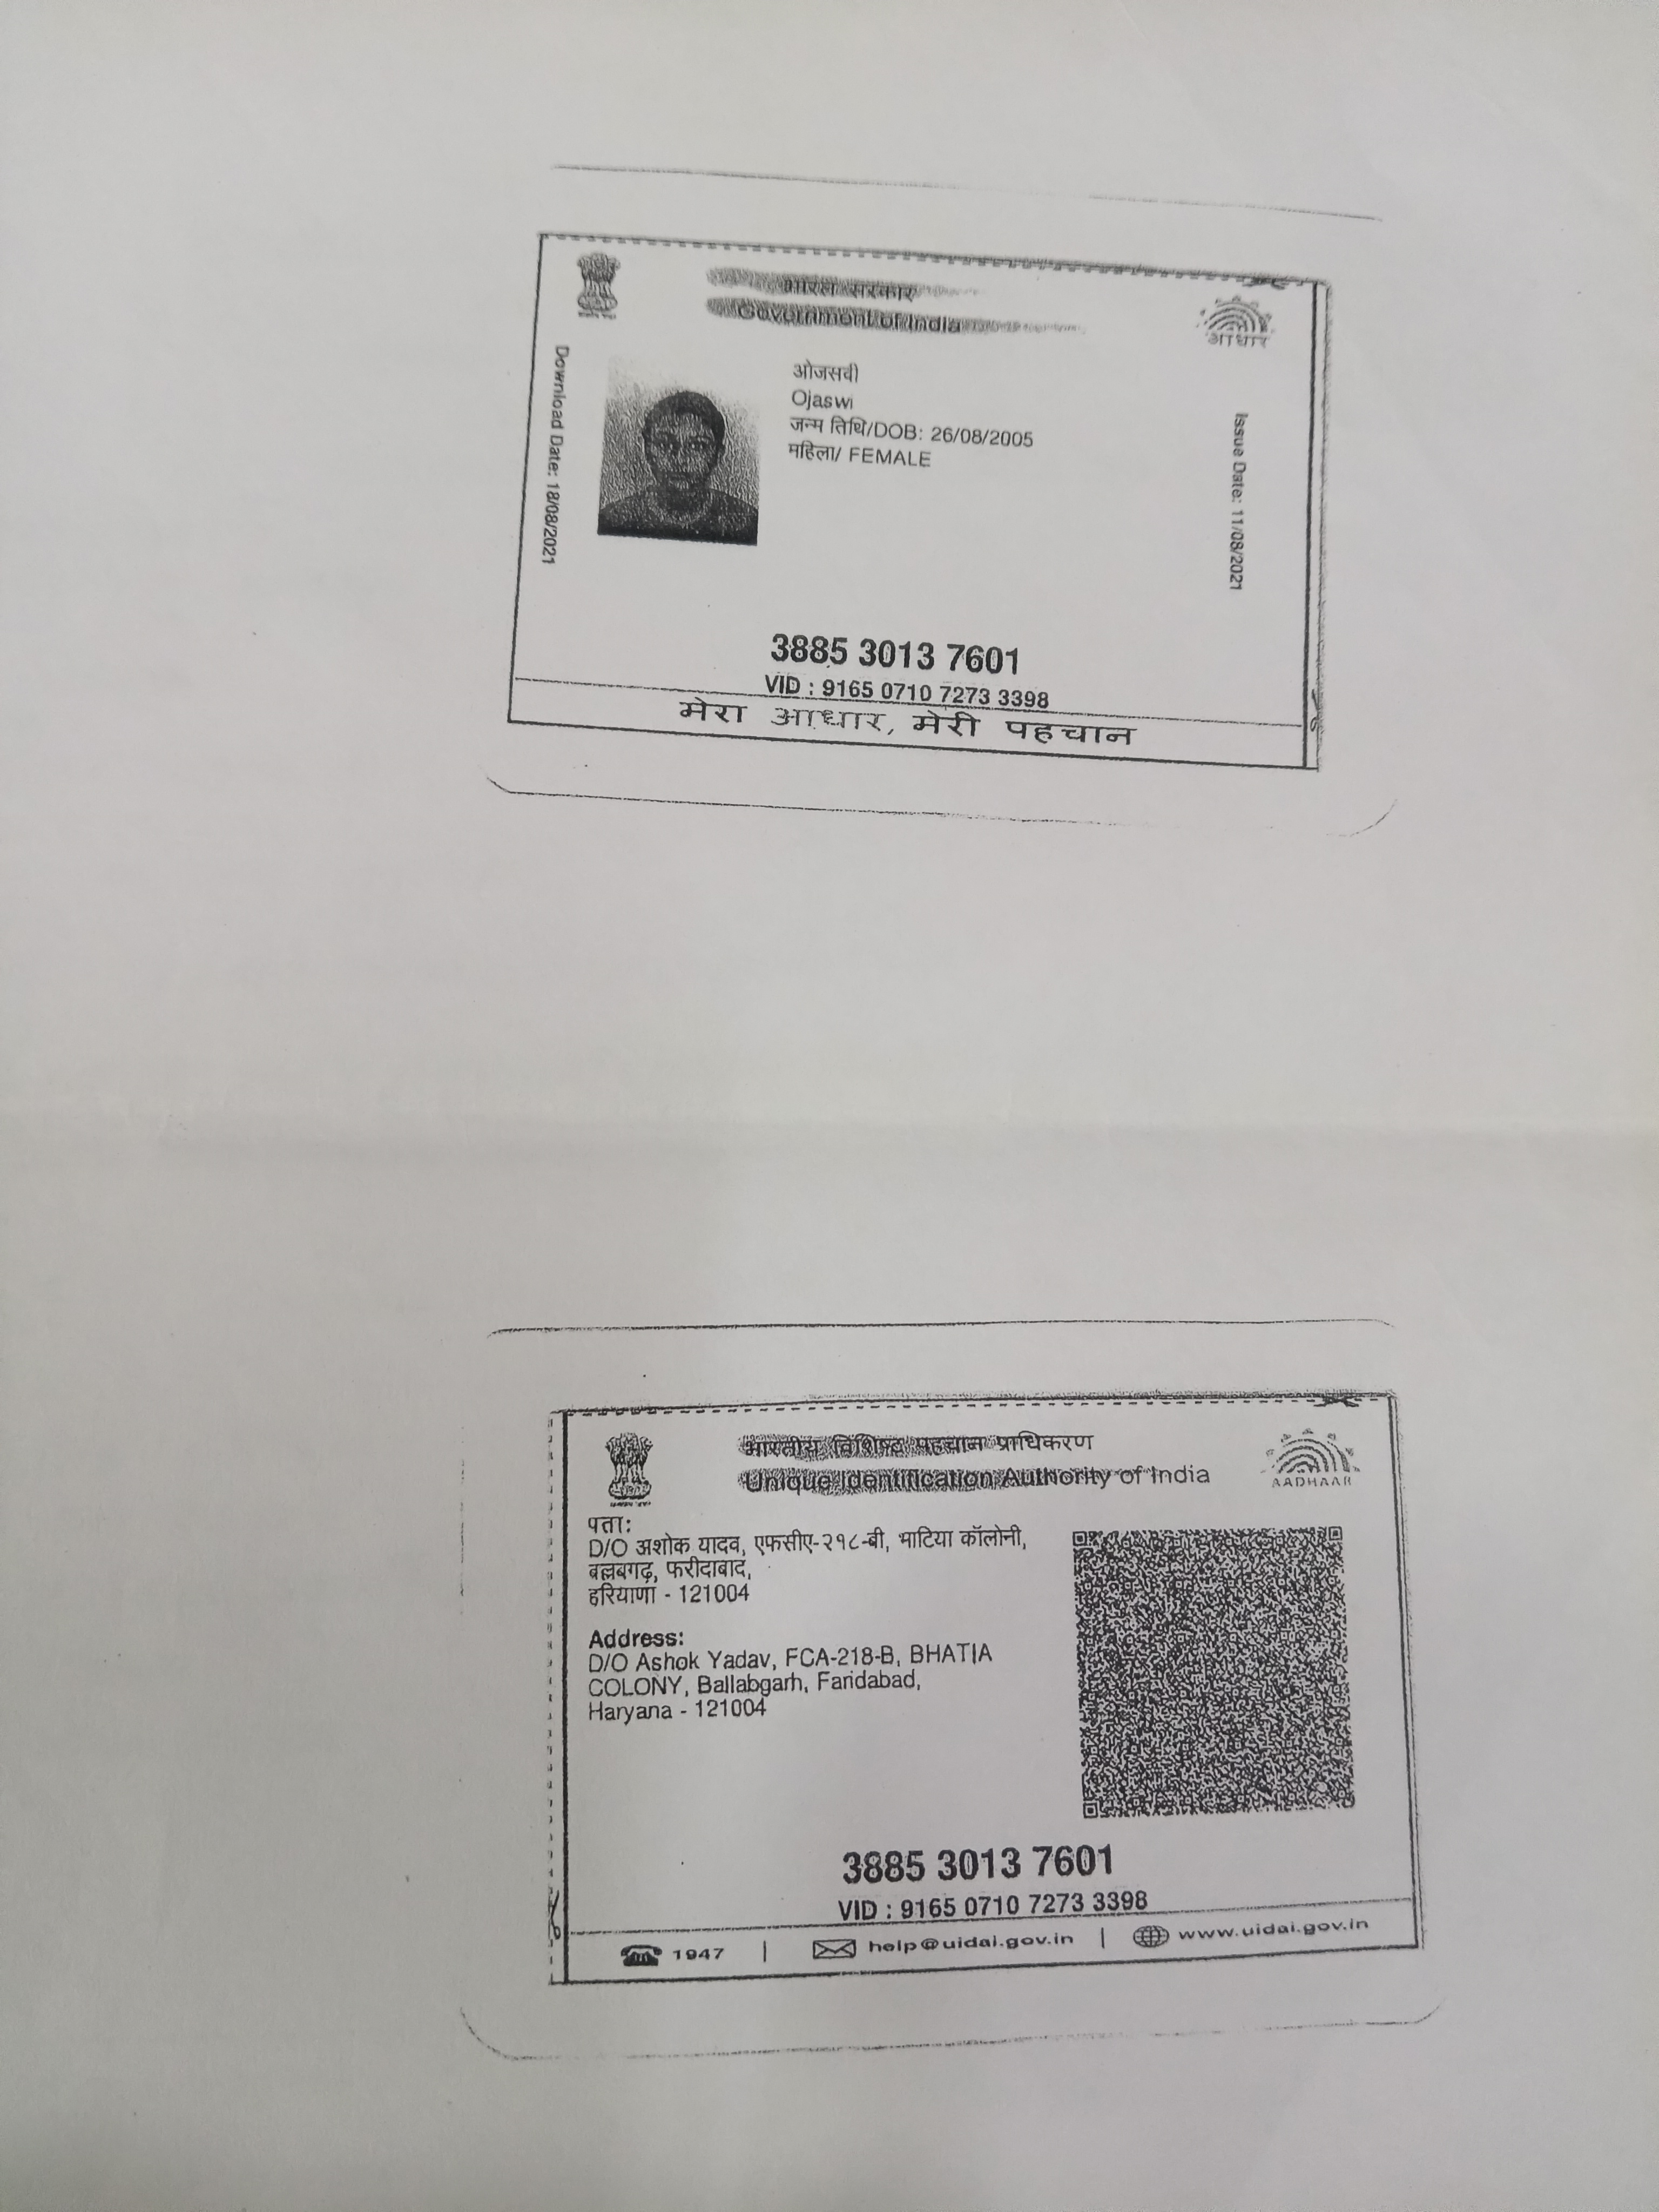 भारत सरकार
Government of India
आधार
ओजसवी
Ojaswi
जन्म तिथि/DOB: 26/08/2005
महिला/ FEMALE
Download Date: 18/08/2021
Issue Date: 11/08/2021
3885 3013 7601
VID : 9165 0710 7273 3398
मेरा आधार, मेरी पहचान
भारतीय विशिष्ट पहचान प्राधिकरण
Unique Identification Authority of India
AADHAAR
पता:
D/O अशोक यादव, एफसीए-२१८-बी, भाटिया कॉलोनी,
बल्लबगढ़, फरीदाबाद,
हरियाणा - 121004
Address:
D/O Ashok Yadav, FCA-218-B, BHATIA
COLONY, Ballabgarh, Faridabad,
Haryana - 121004
3885 3013 7601
VID : 9165 0710 7273 3398
1947 | help@uidai.gov.in | www.uidai.gov.in